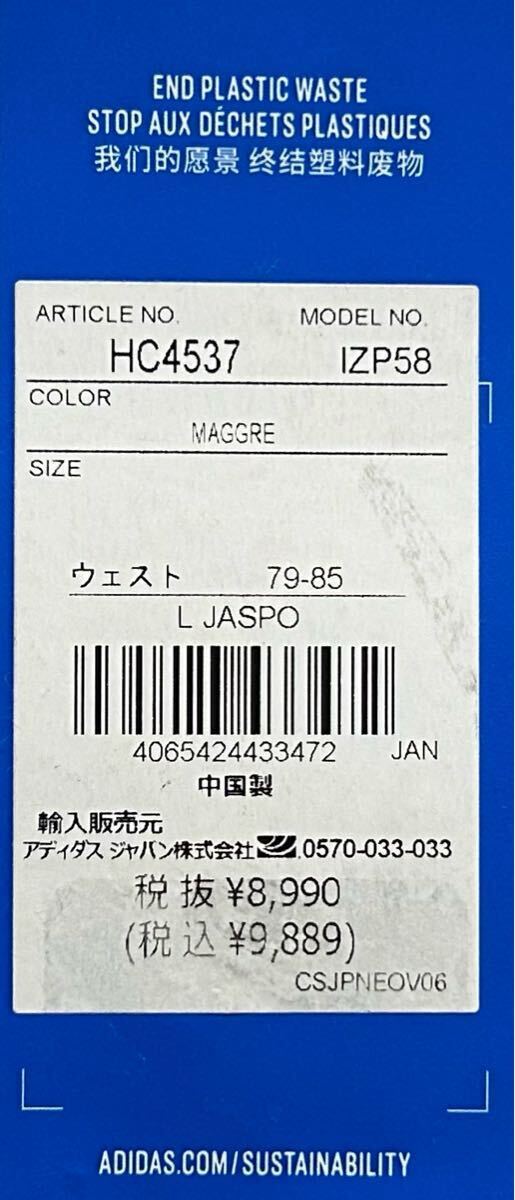 END PLASTIC WASTE
STOP AUX DÉCHETS PLASTIQUES
我们的愿景 终结塑料废物
ARTICLE NO. MODEL NO.
HC4537 IZP58
COLOR
MAGGRE
SIZE
ウェスト 79-85
L JASPO
4065424433472 JAN
中国製
輸入販売元
アディダス ジャパン株式会社 0570-033-033
税抜 ¥8,990
(税込 ¥9,889)
CSJPNEOV06
ADIDAS.COM/SUSTAINABILITY